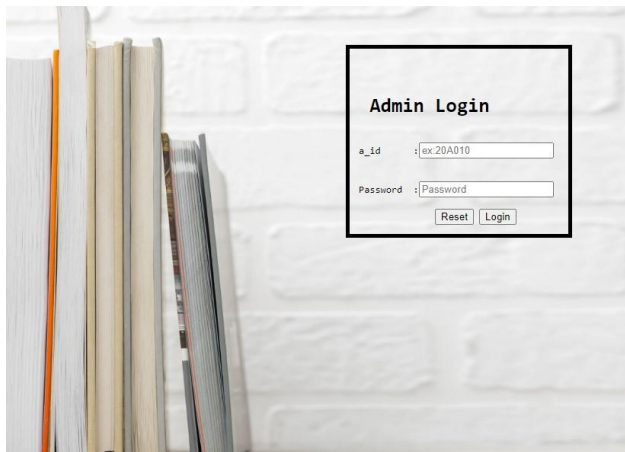 Admin Login
a_id :ex:20A010
Password :Password
Reset Login